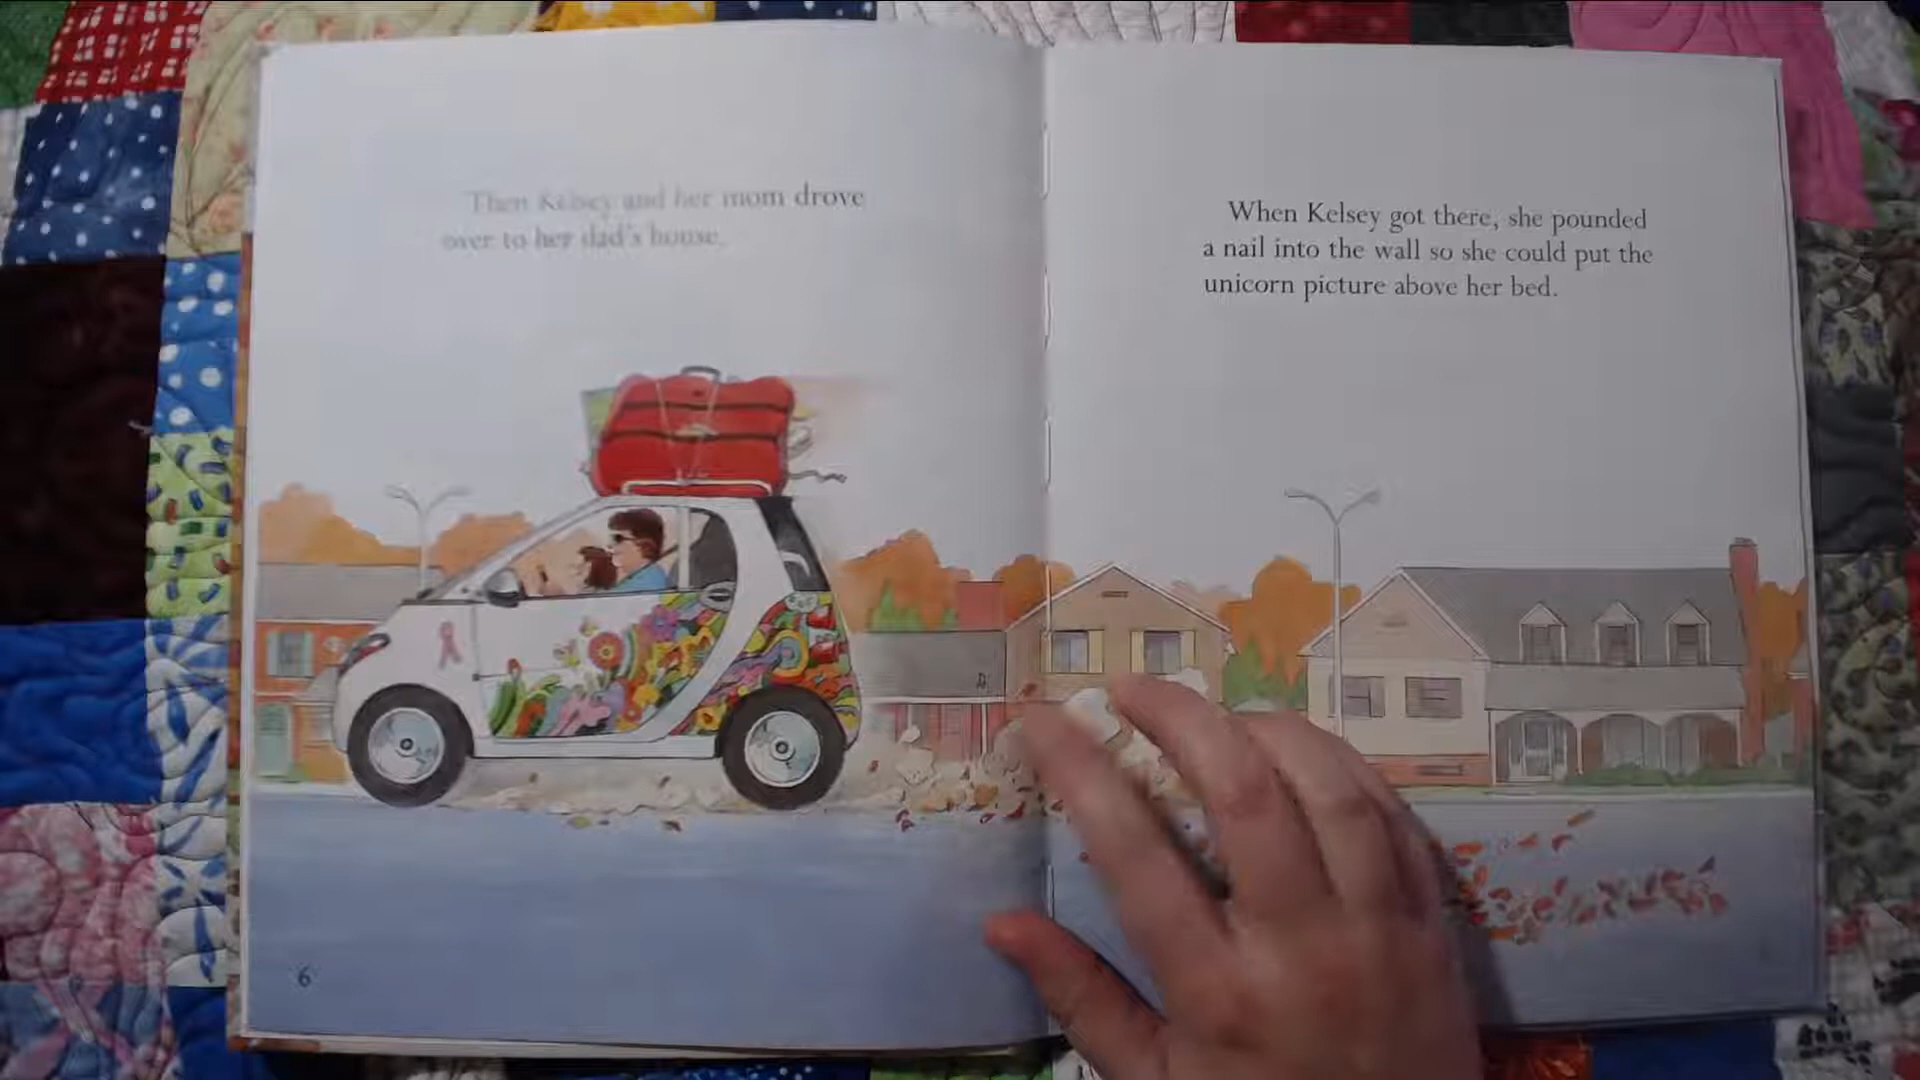 Then Kelsey and her mom drove
over to her dad's house.
When Kelsey got there, she pounded
a nail into the wall so she could put the
unicorn picture above her bed.
6